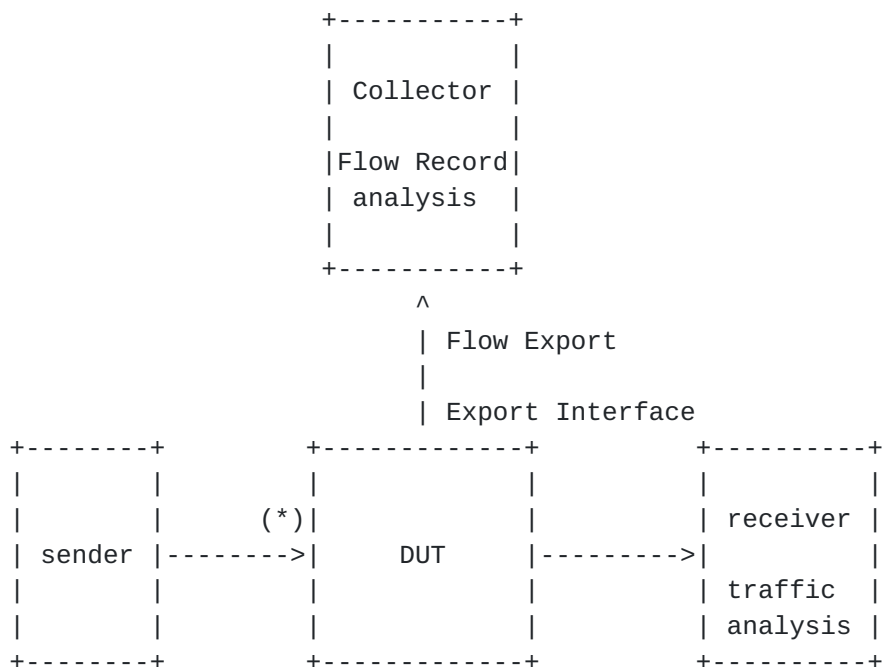 Collector
Flow Record
analysis
^
| Flow Export
|
| Export Interface
(*)
receiver
sender
DUT
traffic
analysis